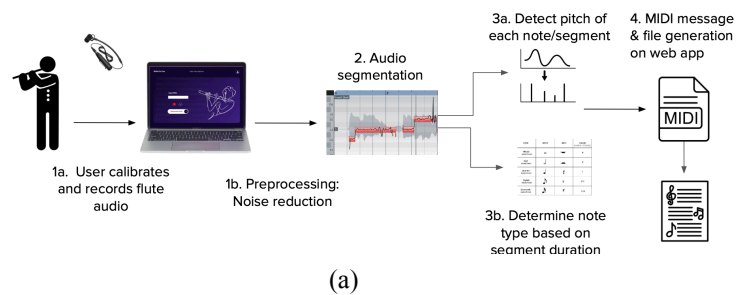 3a. Detect pitch of
each note/segment
4. MIDI message
& file generation
on web app
2. Audio
segmentation
MIDI
1a. User calibrates
and records flute
audio
1b. Preprocessing:
Noise reduction
3b. Determine note
type based on
segment duration
(a)